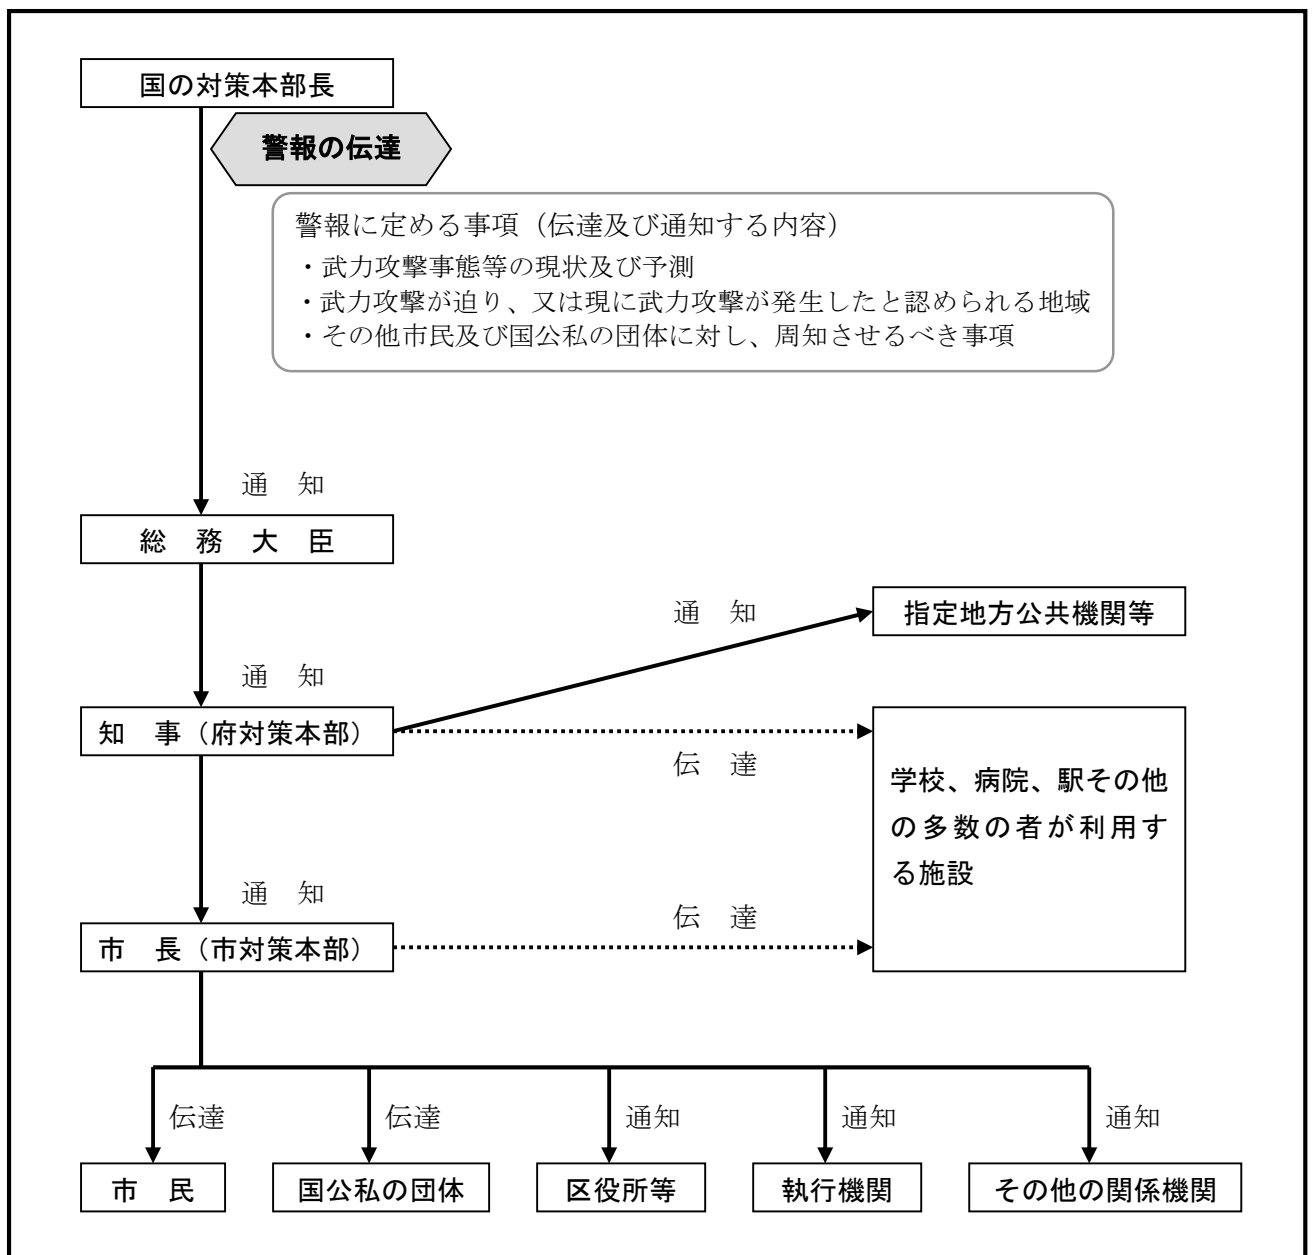 国の対策本部長
警報の伝達
警報に定める事項（伝達及び通知する内容）
・武力攻撃事態等の現状及び予測
・武力攻撃が迫り、又は現に武力攻撃が発生したと認められる地域
・その他市民及び国公私の団体に対し、周知させるべき事項
通　知
総　務　大　臣
通　知
指定地方公共機関等
通　知
知　事（府対策本部）
伝　達
学校、病院、駅その他
の多数の者が利用す
る施設
通　知
伝　達
市　長（市対策本部）
伝達
伝達
通知
通知
通知
市　民
国公私の団体
区役所等
執行機関
その他の関係機関